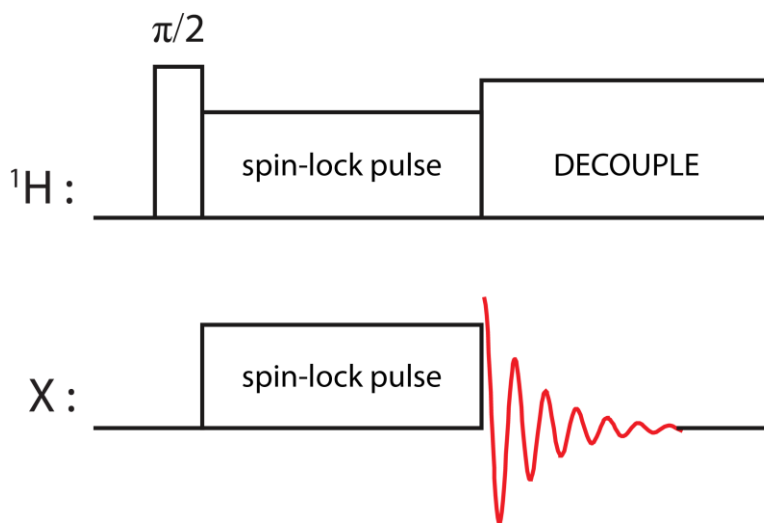 π/2
¹H :
spin-lock pulse
DECOUPLE
X :
spin-lock pulse